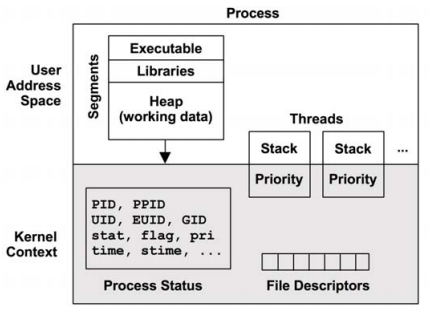 Process
User
Address
Space
Segments
Executable
Libraries
Heap
(working data)
Threads
Stack
Stack
...
Priority
Priority
Kernel
Context
PID, PPID
UID, EUID, GID
stat, flag, pri
time, stime, ...
Process Status
File Descriptors